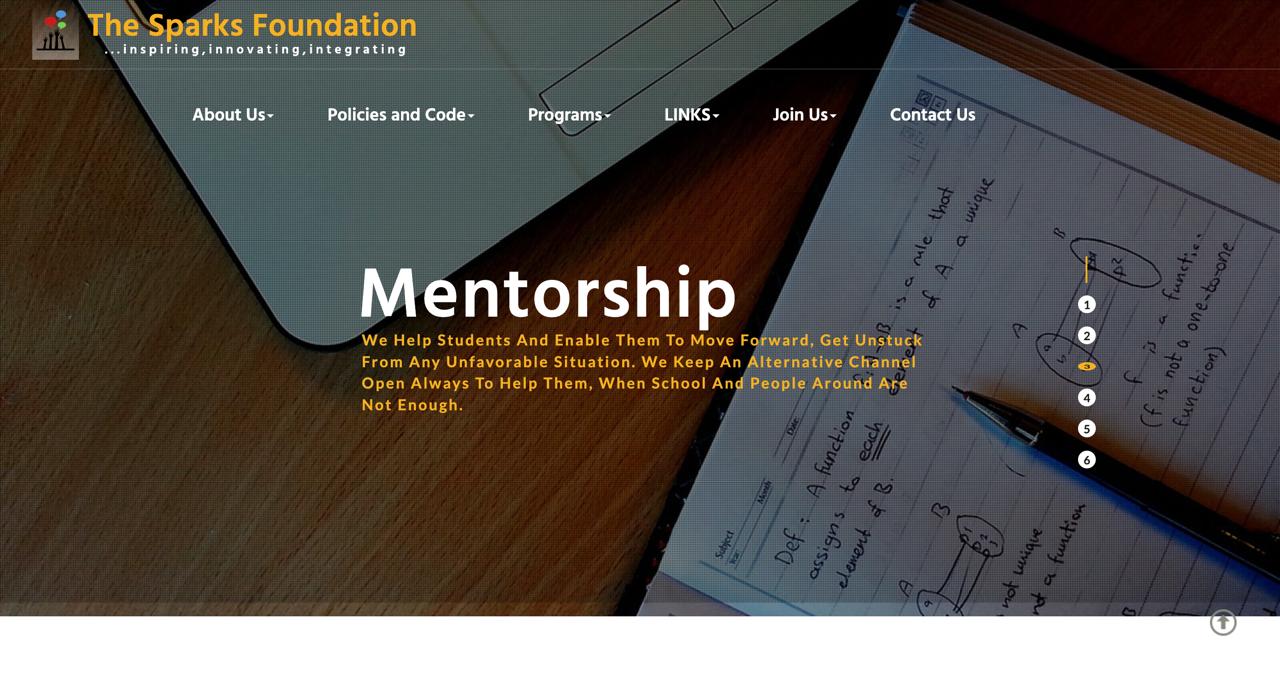 The Sparks Foundation
...inspiring,innovating,integrating
About Us
Policies and Code
Programs
LINKS
Join Us
Contact Us
Mentorship
We Help Students And Enable Them To Move Forward, Get Unstuck
From Any Unfavorable Situation. We Keep An Alternative Channel
Open Always To Help Them, When School And People Around Are
Not Enough.
1
2
3
4
5
6
Subject
Year
Month
Date
Def: A function
is a rule that
assigns to each
element of A a unique
element of B.
A
B
f is not a function.
(f is not a one-to-one
function)
A
B
not unique
not a function
B